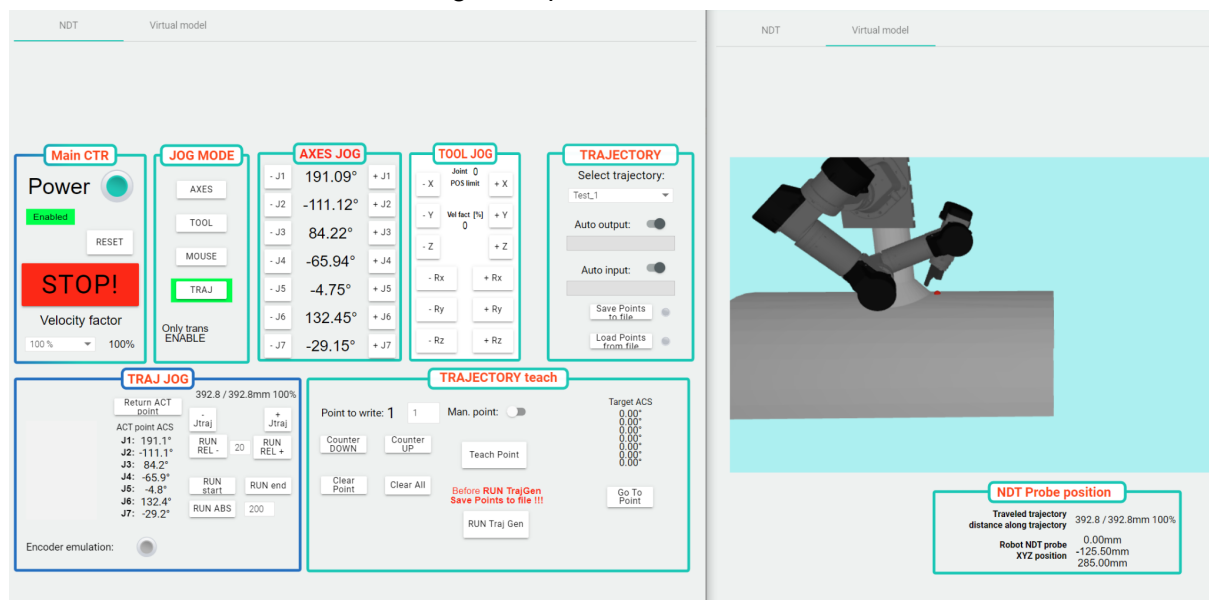 NDT
Virtual model
Main CTR
Power
Enabled
RESET
STOP!
Velocity factor
100 %
100%
JOG MODE
AXES
TOOL
MOUSE
TRAJ
Only trans
ENABLE
AXES JOG
- J1 191.09° + J1
- J2 -111.12° + J2
- J3 84.22° + J3
- J4 -65.94° + J4
- J5 -4.75° + J5
- J6 132.45° + J6
- J7 -29.15° + J7
TOOL JOG
Joint 0
POS limit
- X + X
Vel fact [%]
0
- Y + Y
- Z + Z
- Rx + Rx
- Ry + Ry
- Rz + Rz
TRAJECTORY
Select trajectory:
Test_1
Auto output:
Auto input:
Save Points
to file
Load Points
from file
TRAJ JOG
392.8 / 392.8mm 100%
Return ACT
point
-
Jtraj
+
Jtraj
ACT point ACS
J1: 191.1°
J2: -111.1°
J3: 84.2°
J4: -65.9°
J5: -4.8°
J6: 132.4°
J7: -29.2°
RUN
REL -
20
RUN
REL +
RUN
start
RUN end
RUN ABS
200
Encoder emulation:
TRAJECTORY teach
Point to write: 1
1
Man. point:
Counter
DOWN
Counter
UP
Teach Point
Clear
Point
Clear All
Before RUN TrajGen
Save Points to file !!!
RUN Traj Gen
Target ACS
0.00°
0.00°
0.00°
0.00°
0.00°
0.00°
0.00°
Go To
Point
NDT
Virtual model
NDT Probe position
Traveled trajectory
distance along trajectory
392.8 / 392.8mm 100%
Robot NDT probe
XYZ position
0.00mm
-125.50mm
285.00mm